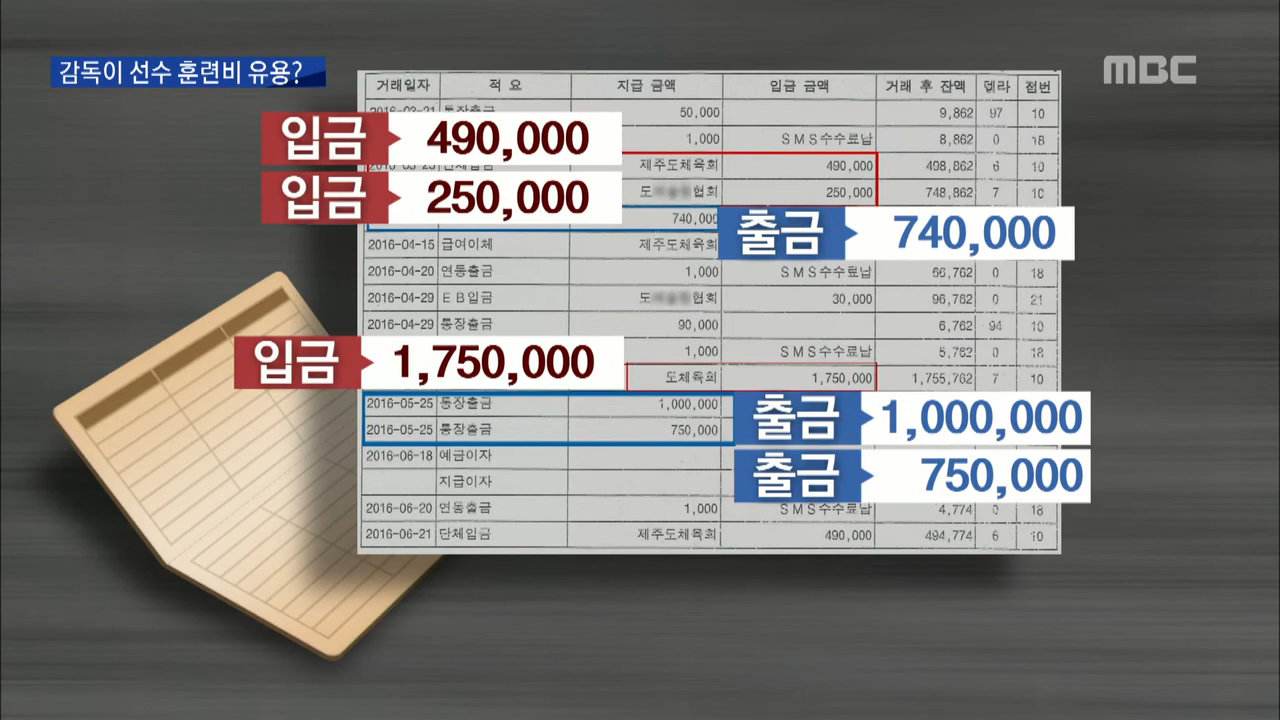 감독이 선수 훈련비 유용?
MBC
거래일자 적 요 지급 금액 입금 금액 거래 후 잔액 점번
50,000 9,862 97 10
입금 490,000
1,000 SMS수수료납 8,862 0 18
제주도체육회 490,000 498,862 6 10
입금 250,000
도 협회 250,000 748,862 7 10
740,000
출금 740,000
2016-04-15 급여이체 제주도체육회
2016-04-20 연동출금 1,000 SMS수수료납 66,762 0 18
2016-04-29 EB입금 도 협회 30,000 96,762 0 21
2016-04-29 통장출금 90,000 6,762 94 10
1,000 SMS수수료납 5,762 0 18
입금 1,750,000
도체육회 1,750,000 1,755,762 7 10
2016-05-25 통장출금 1,000,000
출금 1,000,000
2016-05-25 통장출금 750,000
2016-06-18 예금이자
출금 750,000
지급이자
2016-06-20 연동출금 1,000 SMS수수료납 4,774 0 18
2016-06-21 단체입금 제주도체육회 490,000 494,774 6 10